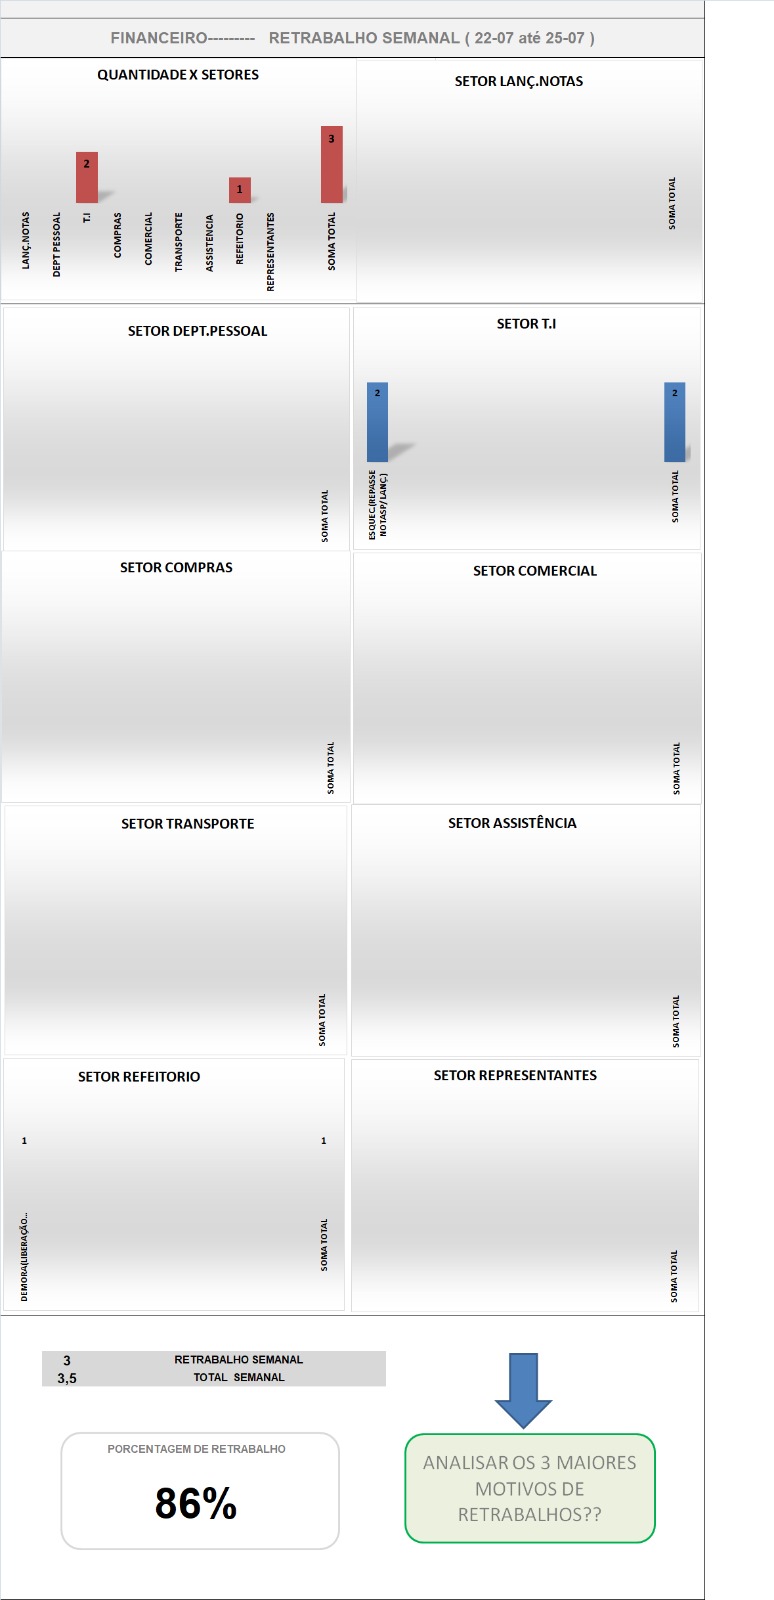 FINANCEIRO--------- RETRABALHO SEMANAL ( 22-07 até 25-07 )
QUANTIDADE X SETORES
2
1
3
LANÇ.NOTAS
DEPT PESSOAL
T.I
COMPRAS
COMERCIAL
TRANSPORTE
ASSISTENCIA
REFEITORIO
REPRESENTANTES
SOMA TOTAL
SETOR LANÇ.NOTAS
SOMA TOTAL
SETOR DEPT.PESSOAL
SOMA TOTAL
SETOR T.I
2
2
ESQUEC.(REPASSE
NOTASP/LANÇ.)
SOMA TOTAL
SETOR COMPRAS
SOMA TOTAL
SETOR COMERCIAL
SOMA TOTAL
SETOR TRANSPORTE
SOMA TOTAL
SETOR ASSISTÊNCIA
SOMA TOTAL
SETOR REFEITORIO
1
1
DEMORA(LIBERAÇÃO...
SOMA TOTAL
SETOR REPRESENTANTES
SOMA TOTAL
3 RETRABALHO SEMANAL
3,5 TOTAL SEMANAL
PORCENTAGEM DE RETRABALHO
86%
ANALISAR OS 3 MAIORES
MOTIVOS DE
RETRABALHOS??